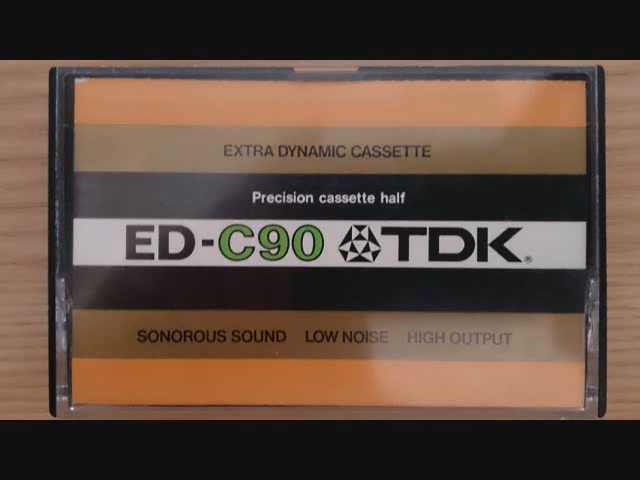 EXTRA DYNAMIC CASSETTE
Precision cassette half
ED-C90 TDK®
SONOROUS SOUND LOW NOISE HIGH OUTPUT